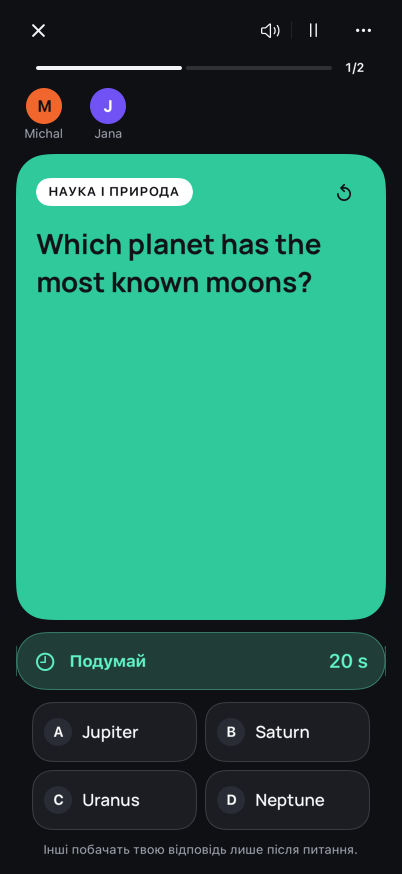 1/2
M
J
Michal
Jana
НАУКА І ПРИРОДА
Which planet has the
most known moons?
Подумай
20 s
A Jupiter
B Saturn
C Uranus
D Neptune
Інші побачать твою відповідь лише після питання.